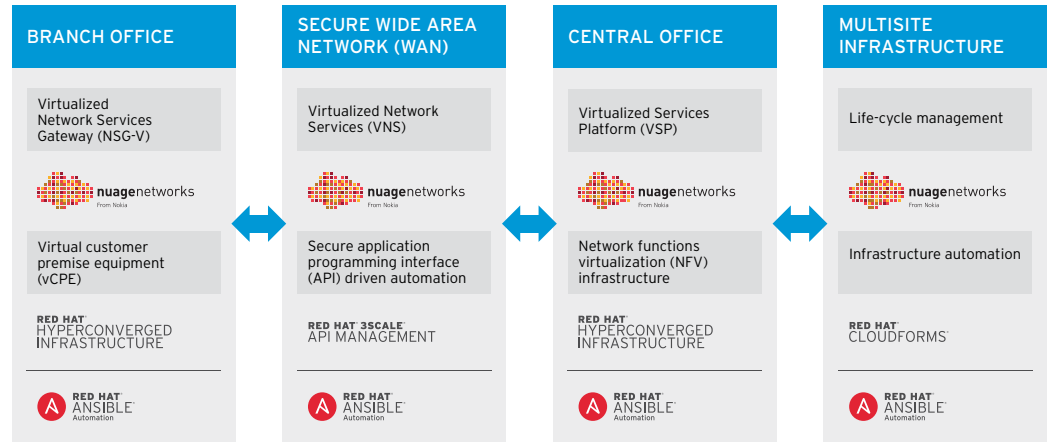 BRANCH OFFICE
Virtualized
Network Services
Gateway (NSG-V)
nuagenetworks
From Nokia
Virtual customer
premise equipment
(vCPE)
RED HAT
HYPERCONVERGED
INFRASTRUCTURE
RED HAT
ANSIBLE
Automation
SECURE WIDE AREA
NETWORK (WAN)
Virtualized Network
Services (VNS)
nuagenetworks
From Nokia
Secure application
programming interface
(API) driven automation
RED HAT 3SCALE
API MANAGEMENT
RED HAT
ANSIBLE
Automation
CENTRAL OFFICE
Virtualized Services
Platform (VSP)
nuagenetworks
From Nokia
Network functions
virtualization (NFV)
infrastructure
RED HAT
HYPERCONVERGED
INFRASTRUCTURE
RED HAT
ANSIBLE
Automation
MULTISITE
INFRASTRUCTURE
Life-cycle management
nuagenetworks
From Nokia
Infrastructure automation
RED HAT
CLOUDFORMS
RED HAT
ANSIBLE
Automation